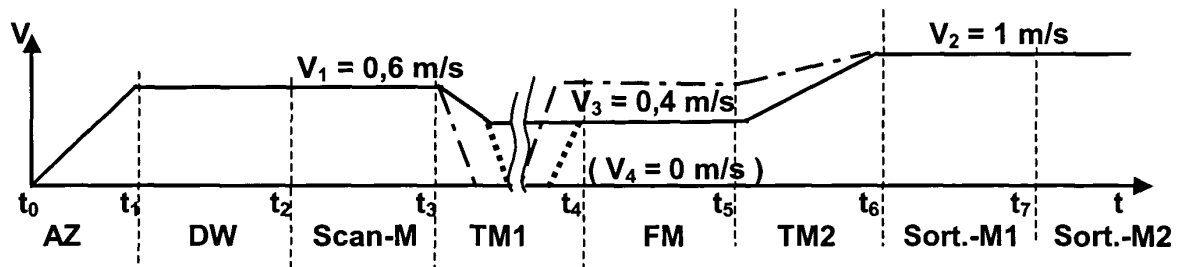 V
V₁ = 0,6 m/s
V₂ = 1 m/s
V₃ = 0,4 m/s
( V₄ = 0 m/s )
t₀ t₁ t₂ t₃ t₄ t₅ t₆ t₇ t
AZ DW Scan-M TM1 FM TM2 Sort.-M1 Sort.-M2